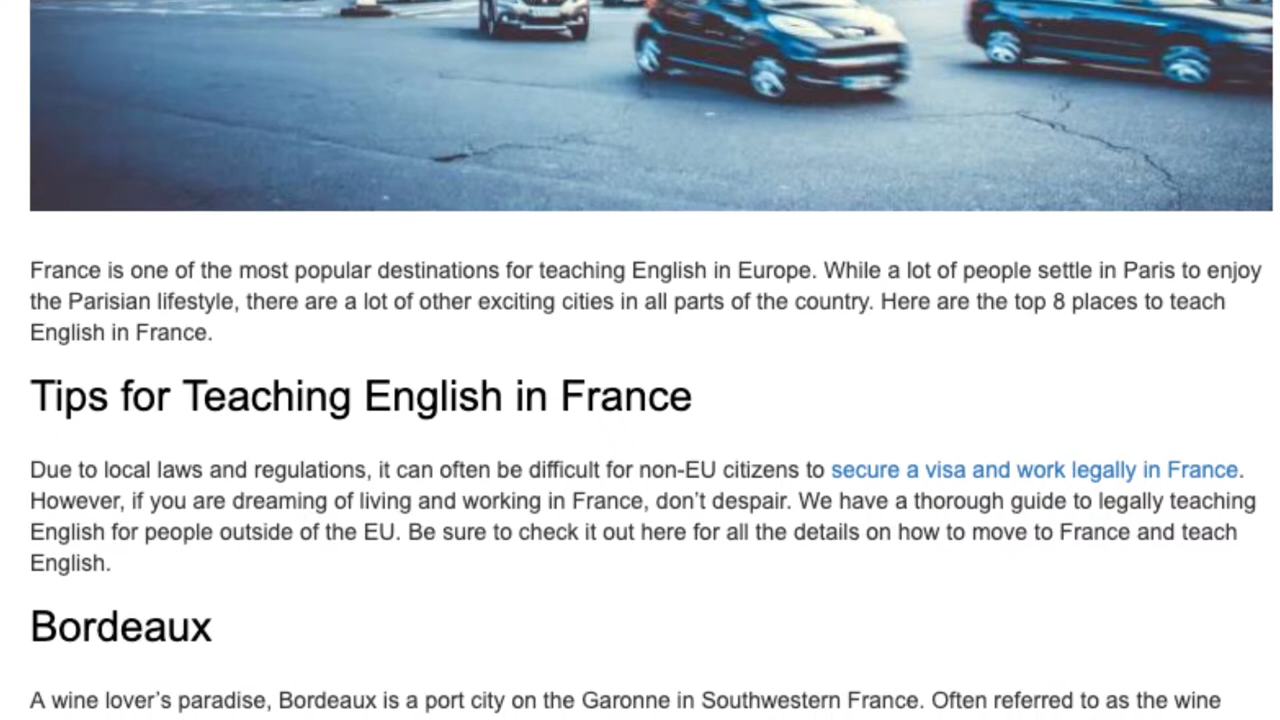 France is one of the most popular destinations for teaching English in Europe. While a lot of people settle in Paris to enjoy
the Parisian lifestyle, there are a lot of other exciting cities in all parts of the country. Here are the top 8 places to teach
English in France.
Tips for Teaching English in France
Due to local laws and regulations, it can often be difficult for non-EU citizens to secure a visa and work legally in France.
However, if you are dreaming of living and working in France, don’t despair. We have a thorough guide to legally teaching
English for people outside of the EU. Be sure to check it out here for all the details on how to move to France and teach
English.
Bordeaux
A wine lover’s paradise, Bordeaux is a port city on the Garonne in Southwestern France. Often referred to as the wine